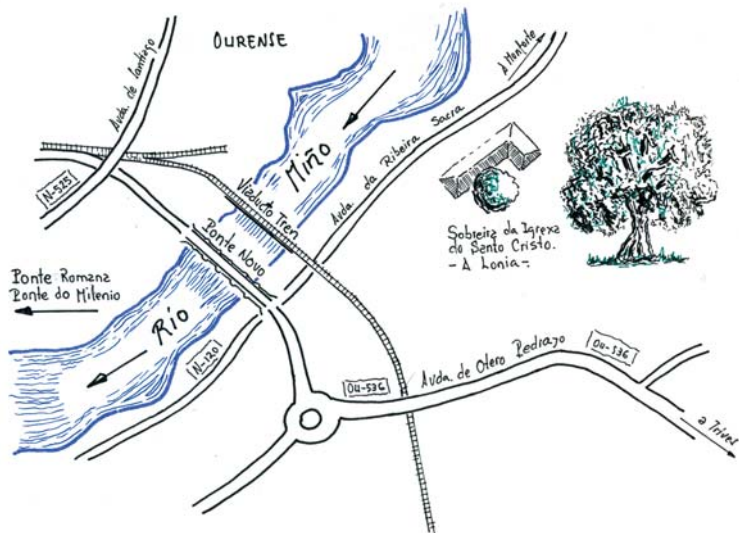 OURENSE
Avda. de Santiago
N-525
Miño
Viaducto Tren
Ponte Novo
Avda. da Ribeira Sacra
A Monforte
Sobreira da Igrexa
do Santo Cristo.
- A Lonia -
Ponte Romana
Ponte do Milenio
Río
N-120
OU-536
Avda. de Otero Pedrayo
OU-536
a Trives